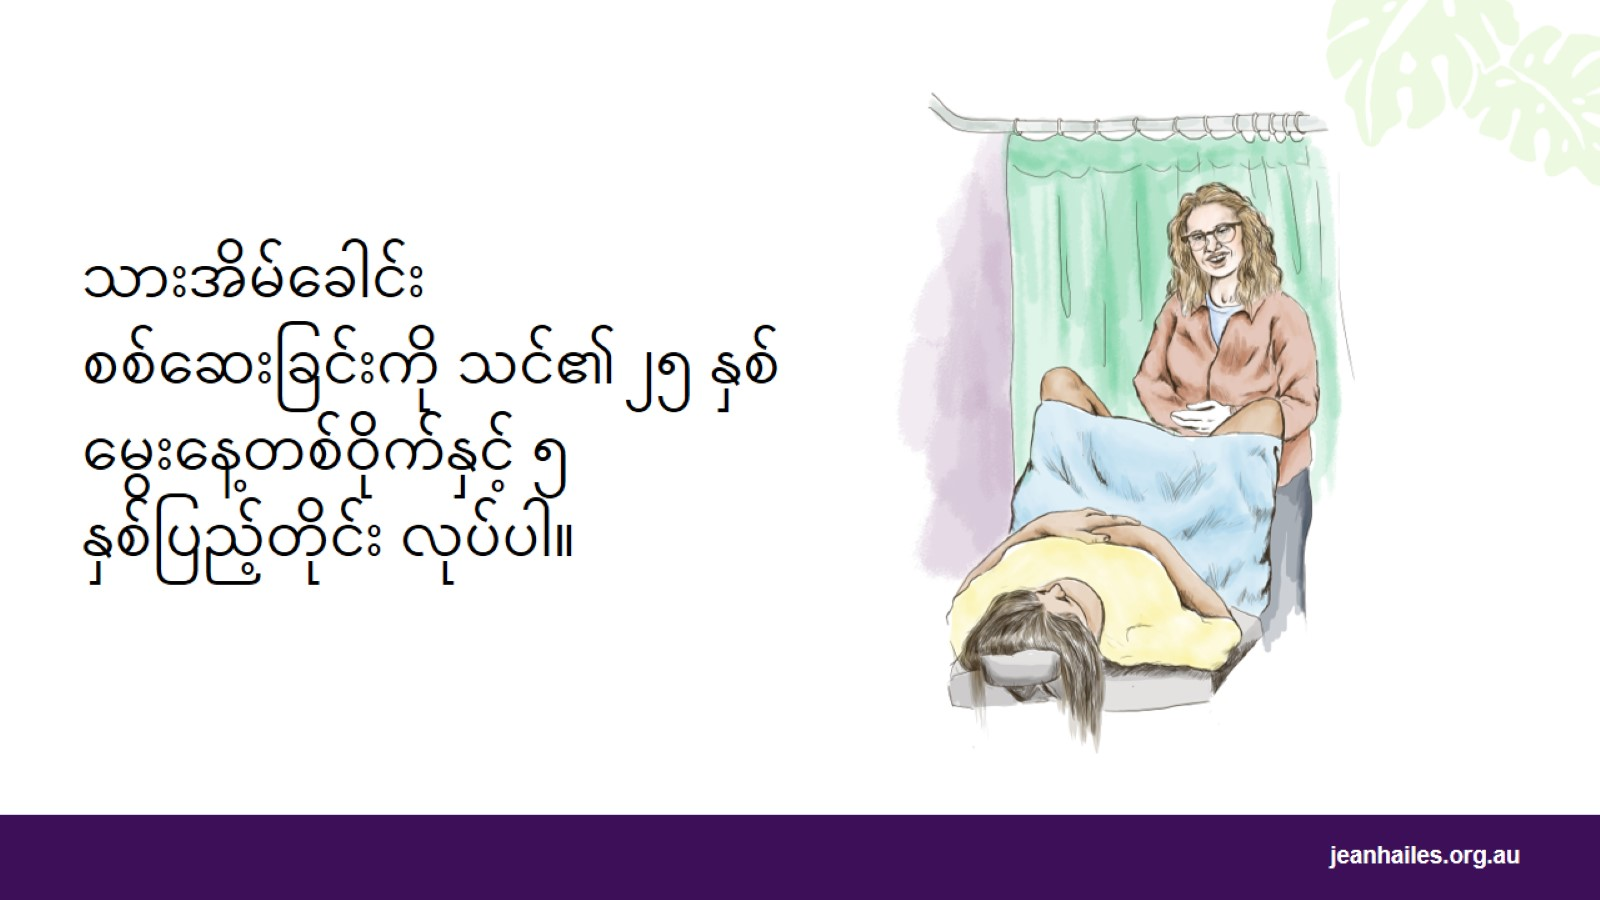 သားအိမ်ခေါင်း
စစ်ဆေးခြင်းကို သင်၏ ၂၅ နှစ်
မွေးနေ့တစ်ဝိုက်နှင့် ၅
နှစ်ပြည့်တိုင်း လုပ်ပါ။
jeanhailes.org.au